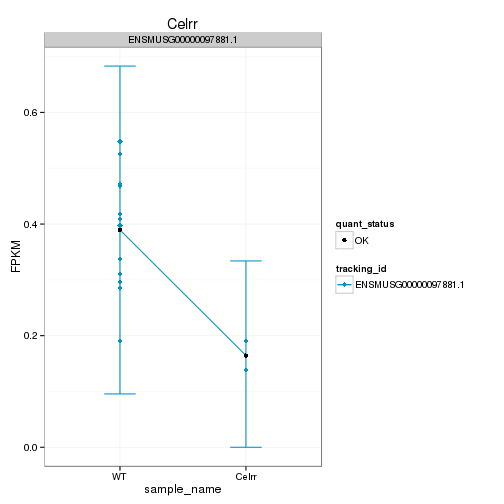 Celrr
ENSMUSG00000097881.1
0.6
0.4
0.2
0.0
FPKM
WT
Celrr
sample_name
quant_status
OK
tracking_id
ENSMUSG00000097881.1